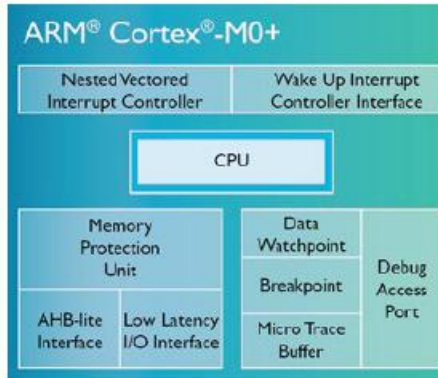 ARM® Cortex®-M0+
Nested Vectored
Interrupt Controller
Wake Up Interrupt
Controller Interface
CPU
Memory
Protection
Unit
AHB-lite
Interface
Low Latency
I/O Interface
Data
Watchpoint
Breakpoint
Micro Trace
Buffer
Debug
Access
Port